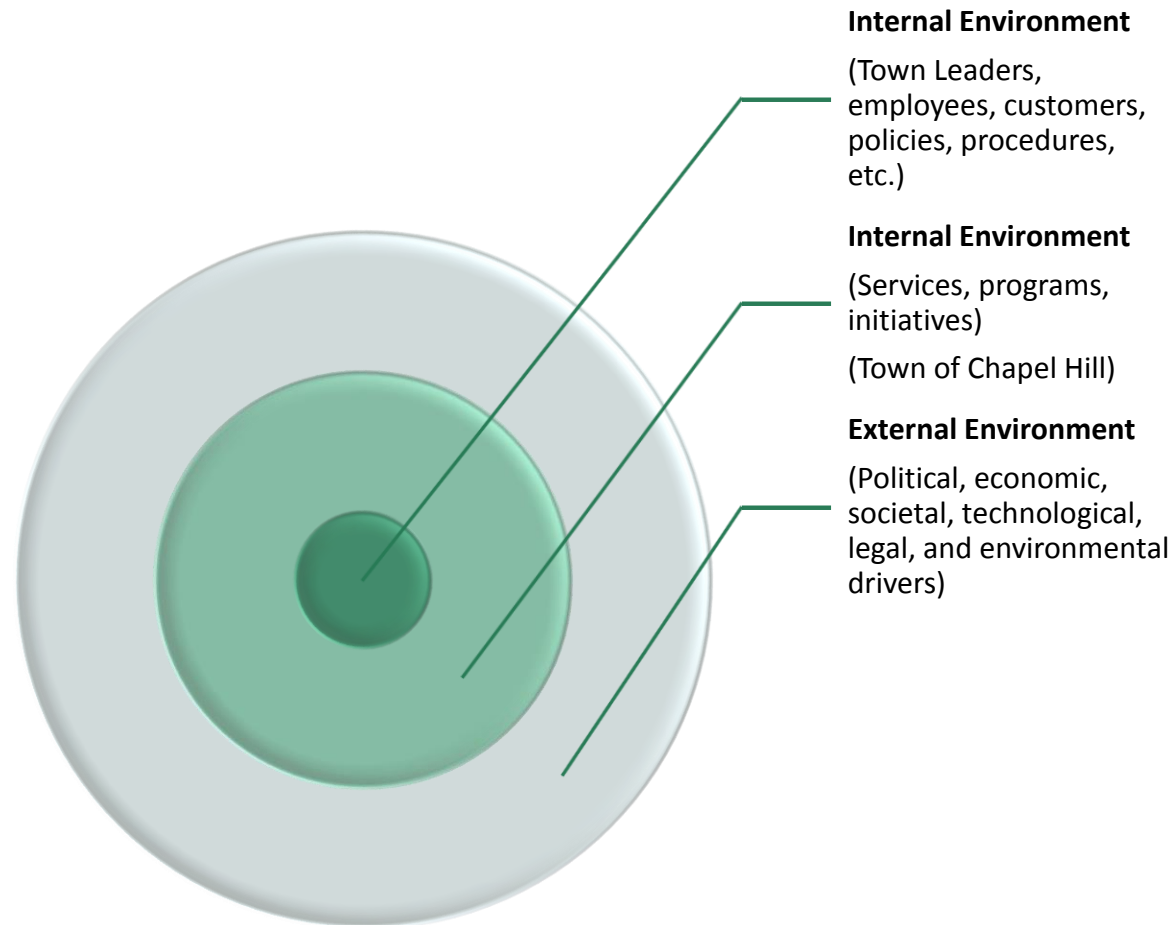 Internal Environment
(Town Leaders,
employees, customers,
policies, procedures,
etc.)
Internal Environment
(Services, programs,
initiatives)
(Town of Chapel Hill)
External Environment
(Political, economic,
societal, technological,
legal, and environmental
drivers)